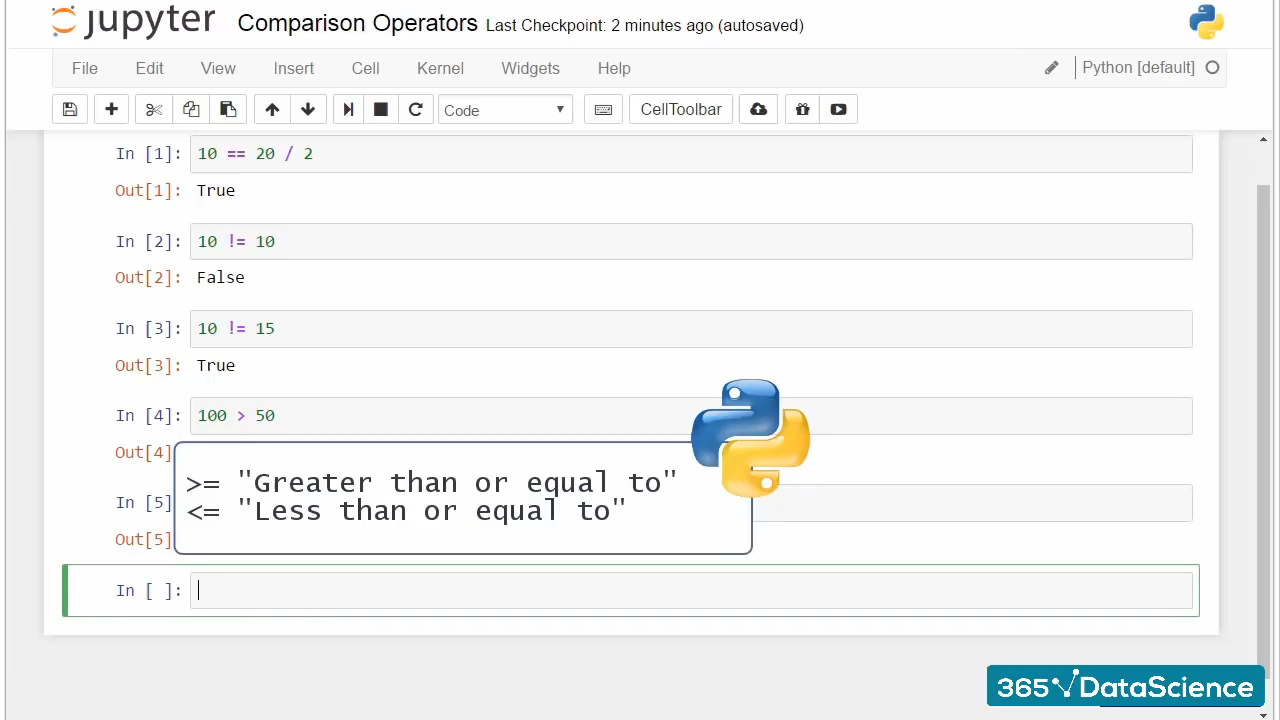 jupyter Comparison Operators Last Checkpoint: 2 minutes ago (autosaved)
File Edit View Insert Cell Kernel Widgets Help Python [default]
Code CellToolbar
In [1]: 10 == 20 / 2
Out[1]: True
In [2]: 10 != 10
Out[2]: False
In [3]: 10 != 15
Out[3]: True
In [4]: 100 > 50
Out[4]
>= "Greater than or equal to"
In [5]
<= "Less than or equal to"
Out[5]
In [ ]:
365 DataScience